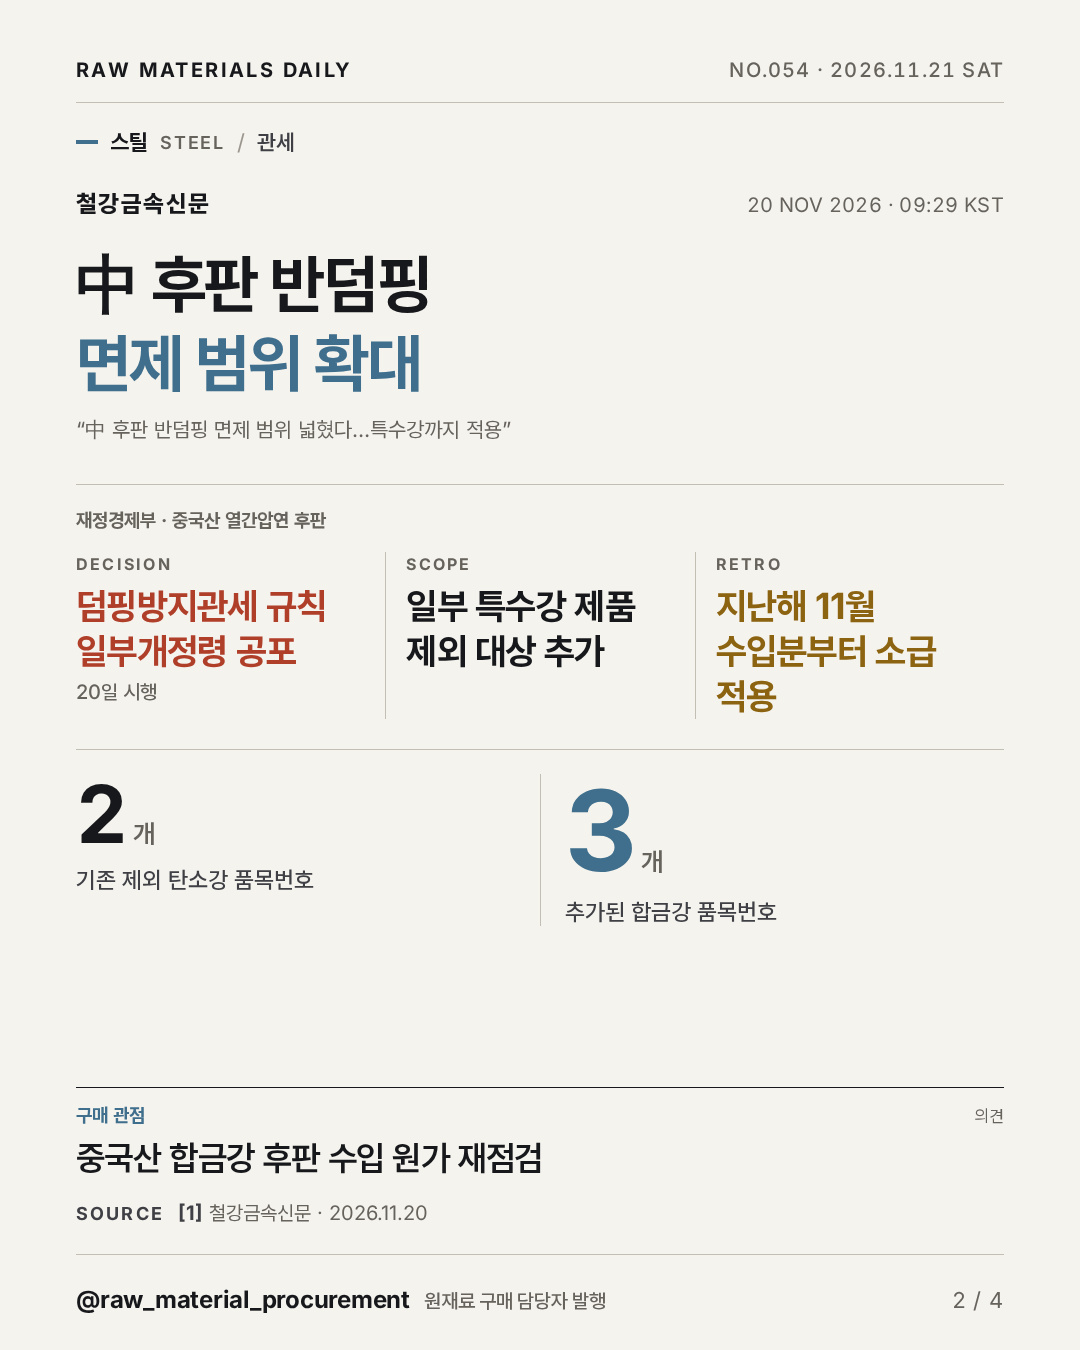 RAW MATERIALS DAILY
NO.054 · 2026.11.21 SAT
스틸 STEEL / 관세
철강금속신문
20 NOV 2026 · 09:29 KST
中 후판 반덤핑
면제 범위 확대
“中 후판 반덤핑 면제 범위 넓혔다…특수강까지 적용”
재정경제부 · 중국산 열간압연 후판
DECISION
덤핑방지관세 규칙
일부개정령 공포
20일 시행
SCOPE
일부 특수강 제품
제외 대상 추가
RETRO
지난해 11월
수입분부터 소급
적용
2 개
기존 제외 탄소강 품목번호
3 개
추가된 합금강 품목번호
구매 관점
의견
중국산 합금강 후판 수입 원가 재점검
SOURCE [1] 철강금속신문 · 2026.11.20
@raw_material_procurement 원재료 구매 담당자 발행
2 / 4